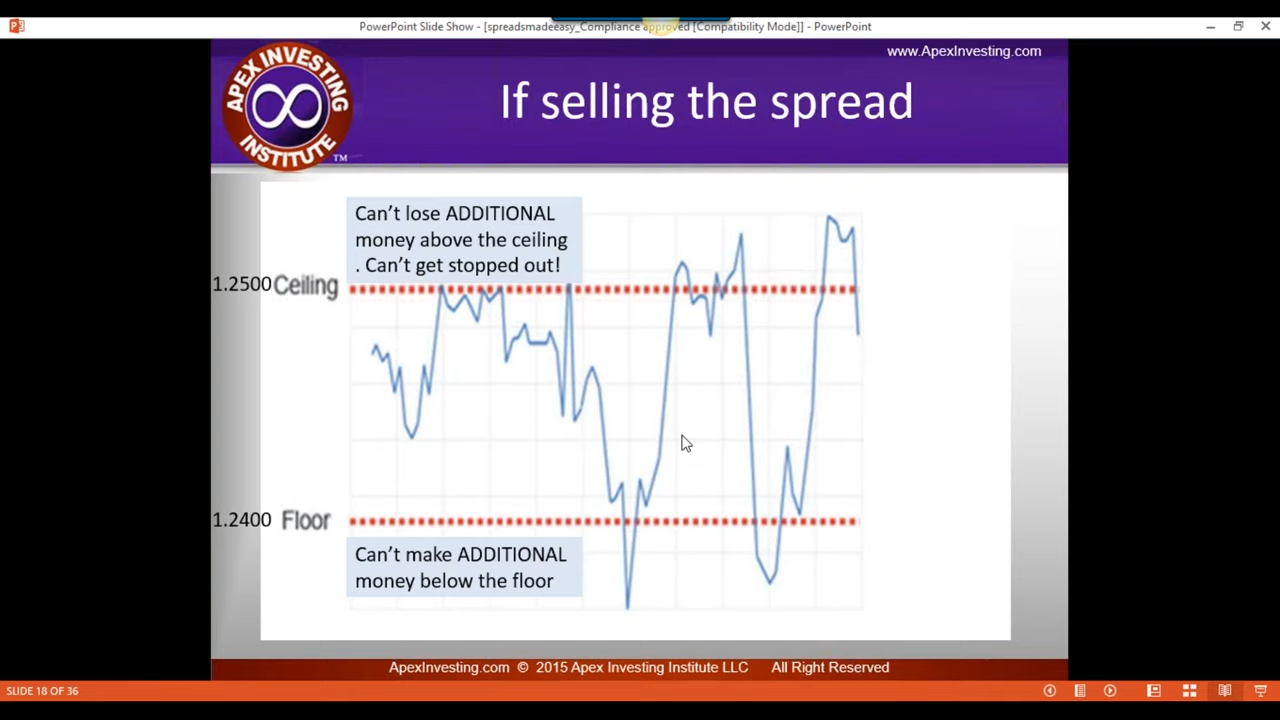 PowerPoint Slide Show - [spreadsmadeeasy_Compliance approved [Compatibility Mode]] - PowerPoint
www.ApexInvesting.com
APEX INVESTING
INSTITUTE
TM
If selling the spread
Can't lose ADDITIONAL
money above the ceiling
. Can't get stopped out!
1.2500 Ceiling
1.2400 Floor
Can't make ADDITIONAL
money below the floor
ApexInvesting.com © 2015 Apex Investing Institute LLC All Right Reserved
SLIDE 18 OF 36